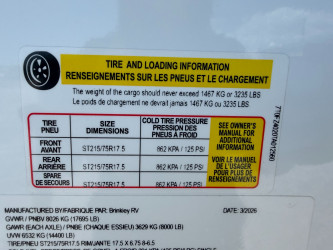 TIRE AND LOADING INFORMATION
RENSEIGNEMENTS SUR LES PNEUS ET LE CHARGEMENT
The weight of the cargo should never exceed 1467 KG or 3235 LBS
Le poids de chargement ne devrait jamais 1467 KG or 3235 LBS
TIRE
PNEU
SIZE
DIMENSIONS
COLD TIRE PRESSURE
PRESSION DES
PNEUS A FROID
SEE OWNER'S
MANUAL FOR
ADDITIONAL
INFORMATION
VOIR LE MANUEL
DE L'USAGER
POUR PLUS DE
RENSEIGNEMENTS
FRONT
AVANT
ST215/75R17.5
862 KPA / 125 PSI
REAR
ARRIÈRE
ST215/75R17.5
862 KPA / 125 PSI
SPARE
DE SECOURS
ST215/75R17.5
862 KPA / 125 PSI
MANUFACTURED BY/FABRIQUE PAR: Brinkley RV
DATE: 3/2026
GVWR / PNBV 8026 KG (17695 LBS)
GAWR (EACH AXLE) / PNBE (CHAQUE ESSIEU) 3629 KG (8000 LB)
UVW 6532 KG (14400 LB)
TIRE/PNEU ST215/75R17.5 RIM/JANTE 17.5 X 6.75 8-6.5